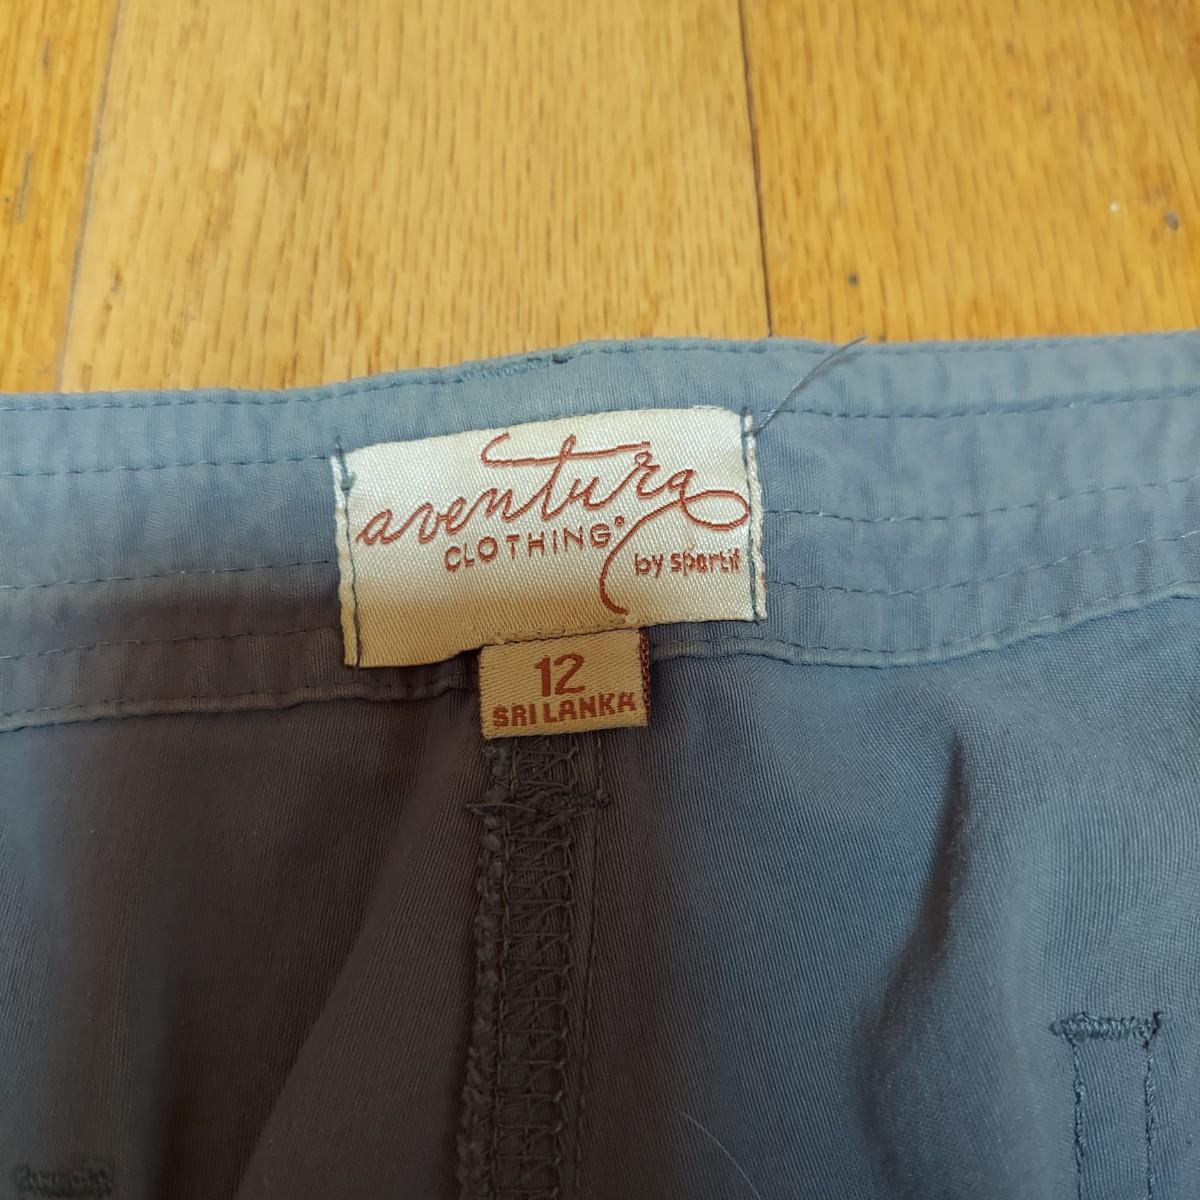 aventura
CLOTHING®
by sportif
12
SRI LANKA